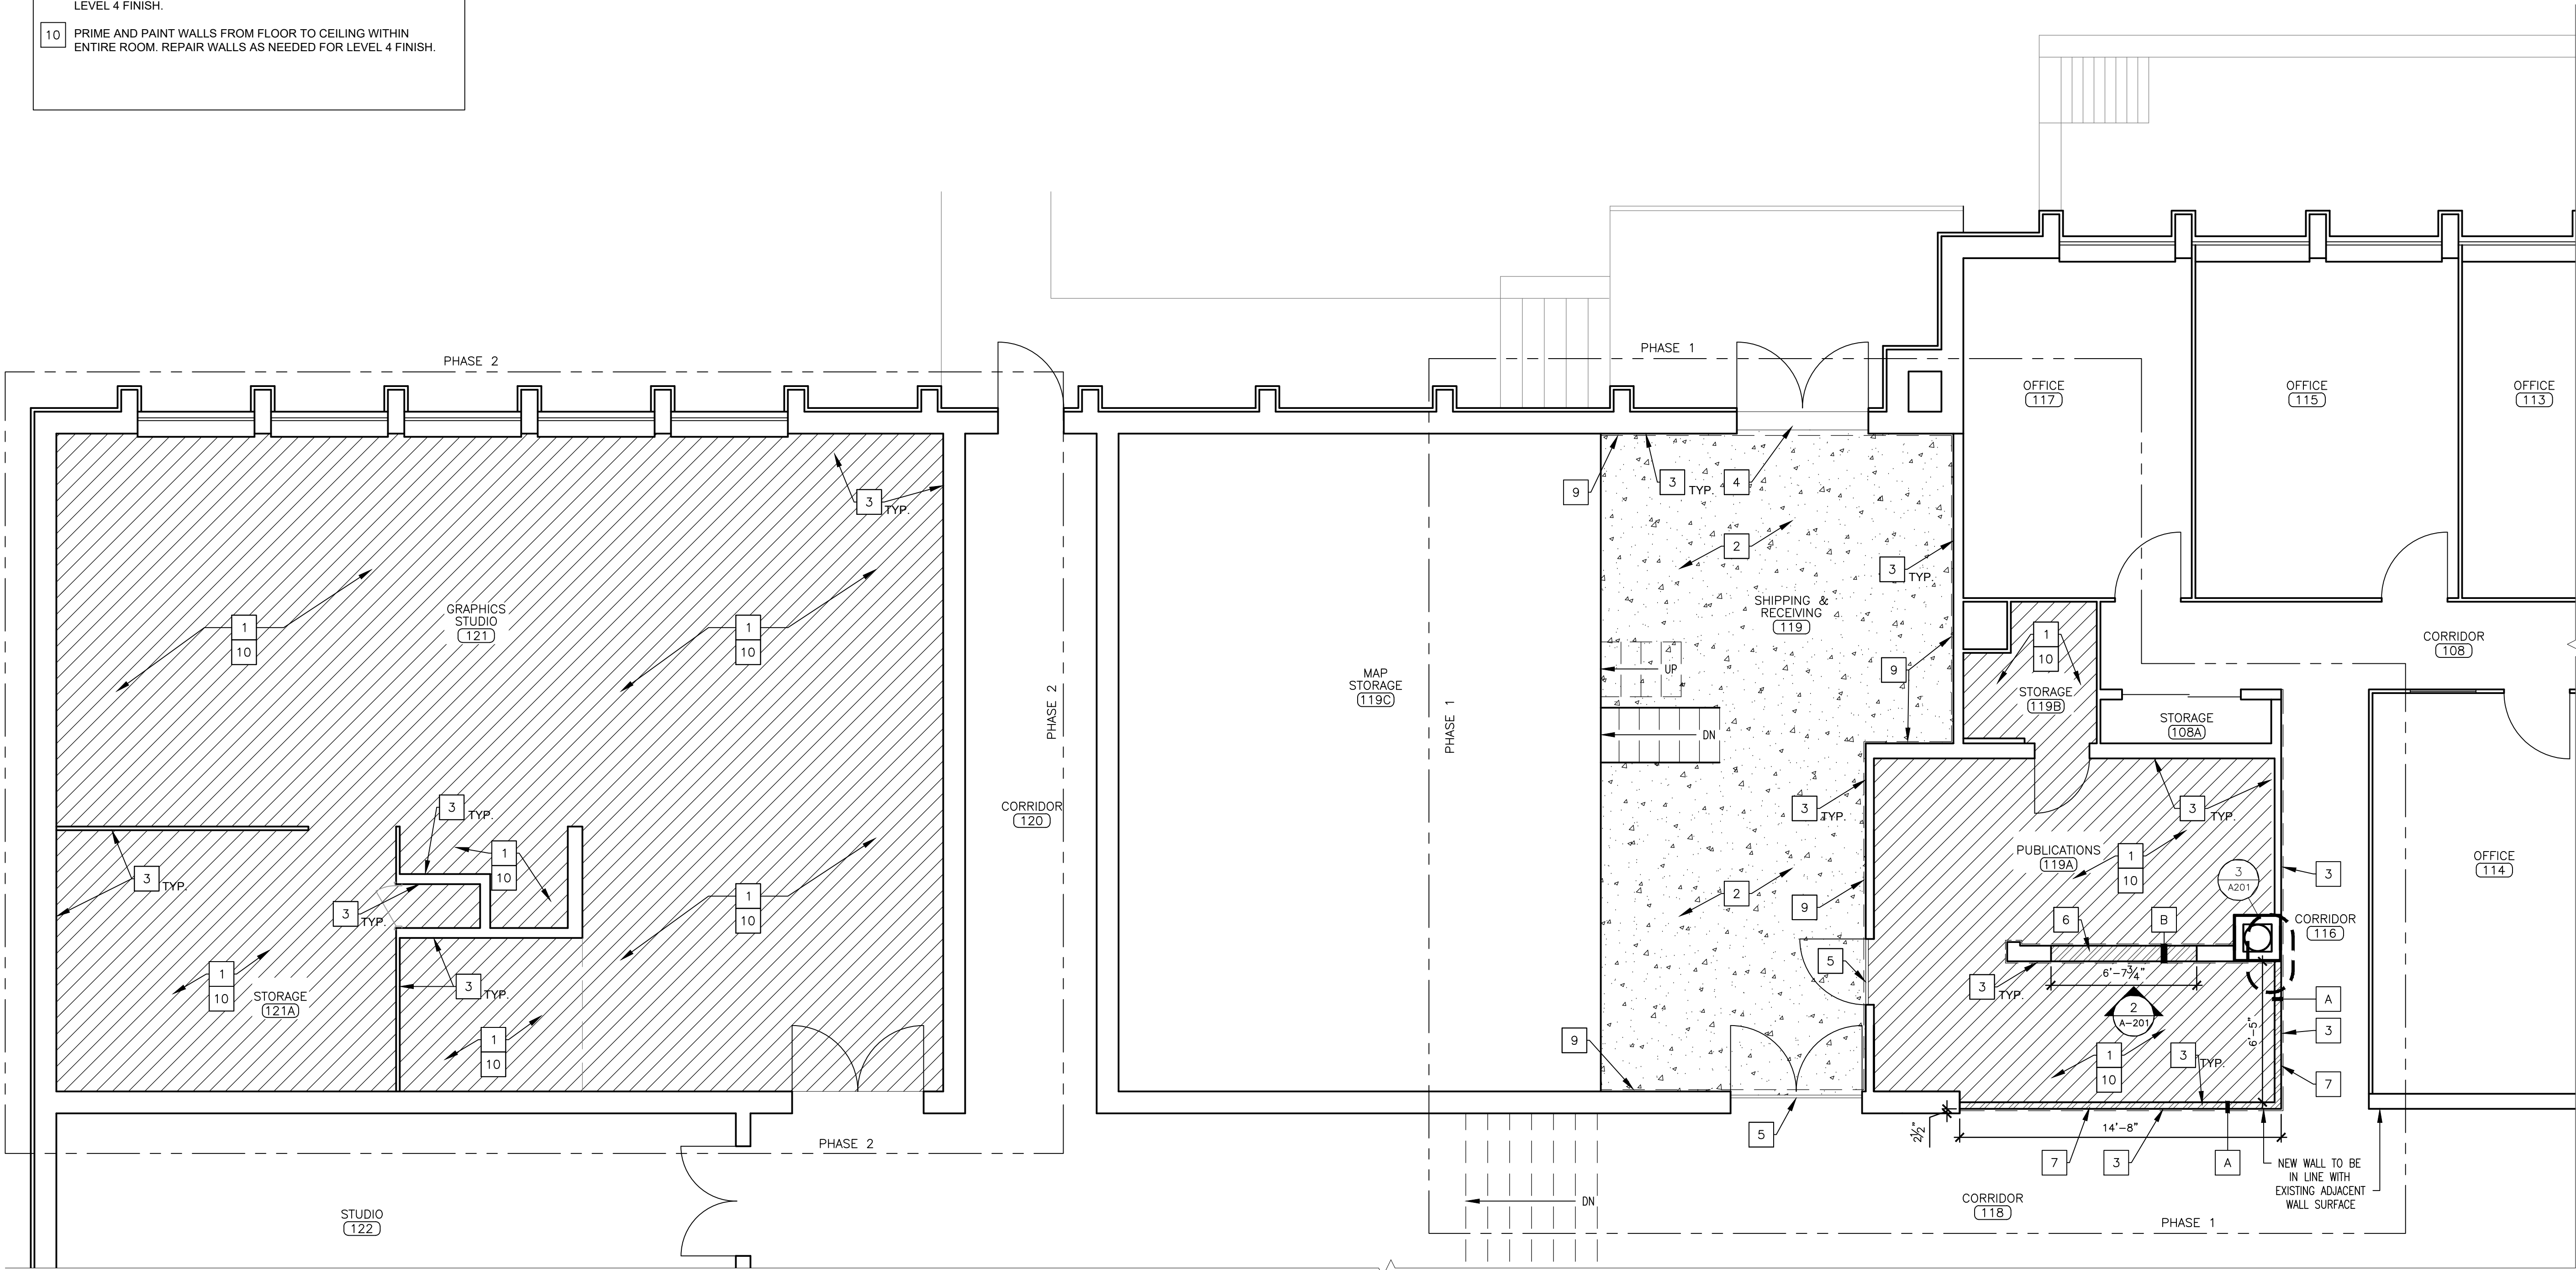 LEVEL 4 FINISH.
10 PRIME AND PAINT WALLS FROM FLOOR TO CEILING WITHIN
ENTIRE ROOM. REPAIR WALLS AS NEEDED FOR LEVEL 4 FINISH.
PHASE 2
PHASE 1
OFFICE
117
OFFICE
115
OFFICE
113
3 TYP.
9
3 TYP.
4
2
3 TYP.
GRAPHICS
STUDIO
121
1
10
1
10
SHIPPING &
RECEIVING
119
MAP
STORAGE
119C
UP
9
1
10
STORAGE
119B
CORRIDOR
108
PHASE 2
PHASE 1
DN
STORAGE
108A
CORRIDOR
120
3 TYP.
3 TYP.
3 TYP.
1
10
3 TYP.
3 TYP.
1
10
2
9
PUBLICATIONS
119A
1
10
3
A201
3
OFFICE
114
6
B
CORRIDOR
116
6'-7¾"
5
3 TYP.
1
10
STORAGE
121A
3 TYP.
1
10
2
A-201
A
3
6'-5"
9
1
10
3 TYP.
7
5
2½"
14'-8"
7
3
A
NEW WALL TO BE
IN LINE WITH
EXISTING ADJACENT
WALL SURFACE
PHASE 2
DN
STUDIO
122
CORRIDOR
118
PHASE 1